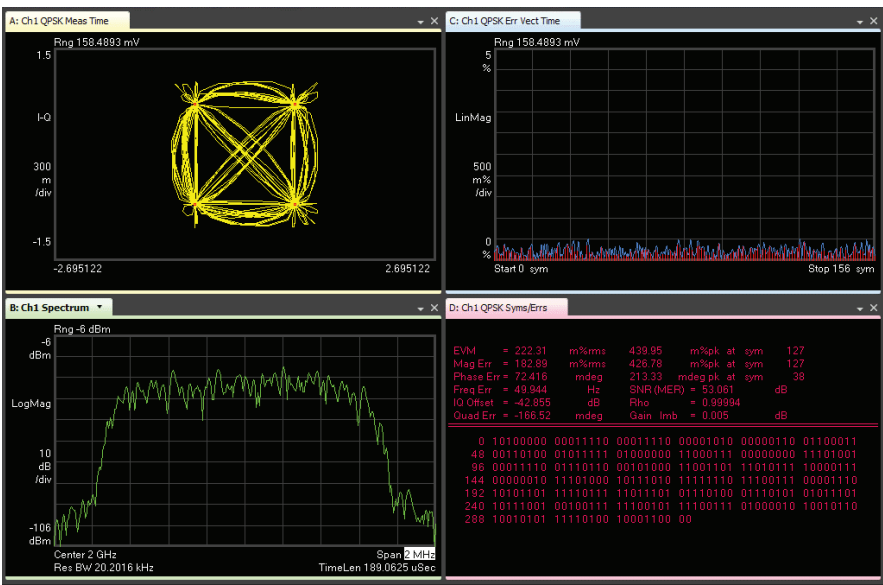 A: Ch1 QPSK Meas Time
Rng 158.4893 mV
1.5
I-Q
300
m
/div
-1.5
-2.695122 2.695122
C: Ch1 QPSK Err Vect Time
Rng 158.4893 mV
5
%
LinMag
500
m%
/div
0
%
Start 0 sym Stop 156 sym
B: Ch1 Spectrum
Rng -6 dBm
-6
dBm
LogMag
10
dB
/div
-106
dBm
Center 2 GHz Span 2 MHz
Res BW 20.2016 kHz TimeLen 189.0625 uSec
D: Ch1 QPSK Syms/Errs
EVM = 222.31 m%rms 439.95 m%pk at sym 127
Mag Err = 182.89 m%rms 426.78 m%pk at sym 127
Phase Err = 72.416 mdeg 213.33 mdeg pk at sym 38
Freq Err = 49.944 Hz SNR(MER) = 53.061 dB
IQ Offset = -42.855 dB Rho = 0.99994
Quad Err = -166.52 mdeg Gain Imb = 0.005 dB
0 10100000 00011110 00011110 00001010 00000110 01100011
48 00110100 01011111 01000000 11000111 00000000 11101001
96 00011110 01110110 00101000 11001101 11010111 10000111
144 00000010 11101000 10111010 11111110 11100111 00001110
192 10101101 11110111 11011101 01110100 01110101 01011101
240 10111001 00100111 11100101 11100111 01000010 10010110
288 10010101 11110100 10001100 00